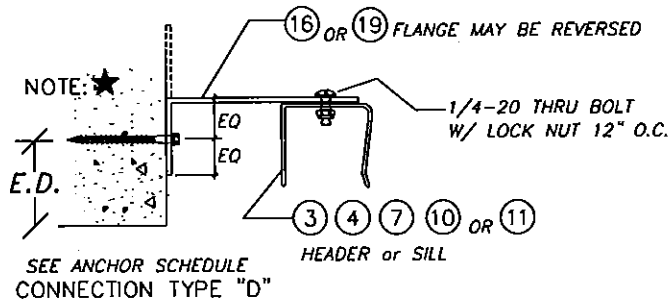 16 OR 19 FLANGE MAY BE REVERSED
NOTE: ★
1/4-20 THRU BOLT
W/ LOCK NUT 12" O.C.
EQ
EQ
E.D.
3 4 7 10 OR 11
HEADER or SILL
SEE ANCHOR SCHEDULE
CONNECTION TYPE "D"